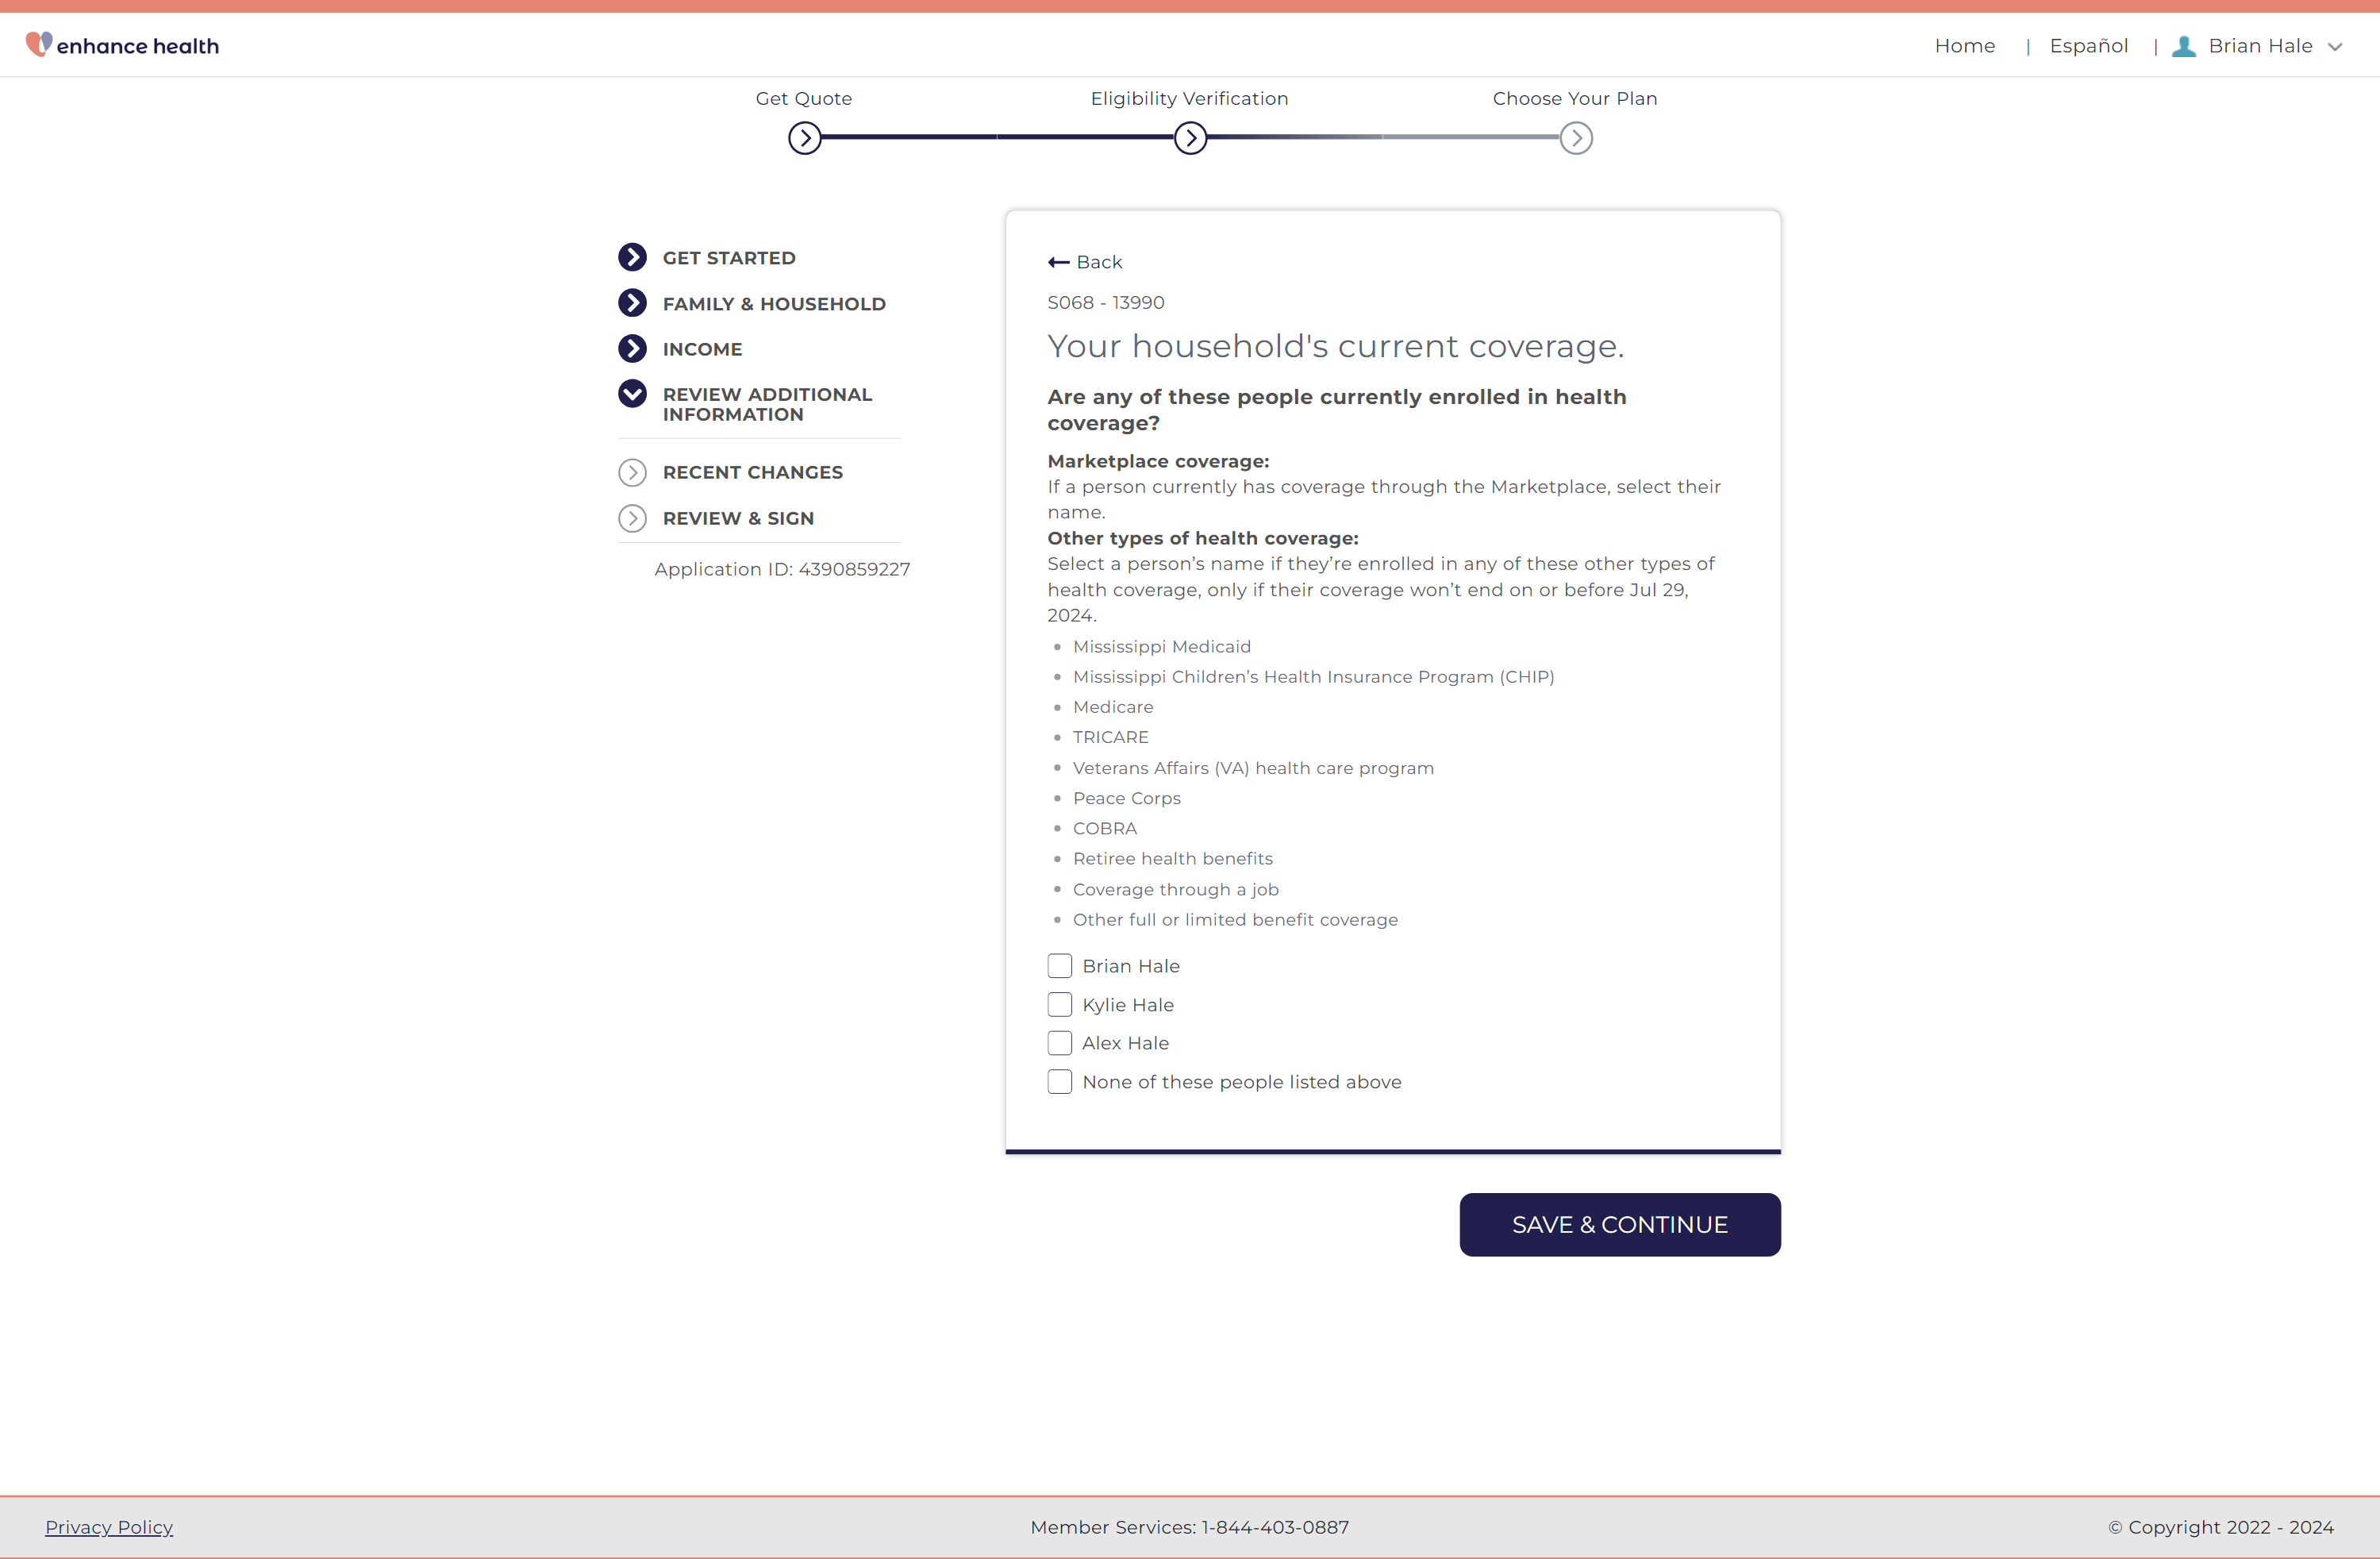 enhance health
Home | Español | Brian Hale
Get Quote
Eligibility Verification
Choose Your Plan
GET STARTED
FAMILY & HOUSEHOLD
INCOME
REVIEW ADDITIONAL
INFORMATION
RECENT CHANGES
REVIEW & SIGN
Application ID: 4390859227
Back
S068 - 13990
Your household's current coverage.
Are any of these people currently enrolled in health
coverage?
Marketplace coverage:
If a person currently has coverage through the Marketplace, select their
name.
Other types of health coverage:
Select a person’s name if they’re enrolled in any of these other types of
health coverage, only if their coverage won’t end on or before Jul 29,
2024.
• Mississippi Medicaid
• Mississippi Children’s Health Insurance Program (CHIP)
• Medicare
• TRICARE
• Veterans Affairs (VA) health care program
• Peace Corps
• COBRA
• Retiree health benefits
• Coverage through a job
• Other full or limited benefit coverage
Brian Hale
Kylie Hale
Alex Hale
None of these people listed above
SAVE & CONTINUE
Privacy Policy
Member Services: 1-844-403-0887
© Copyright 2022 - 2024